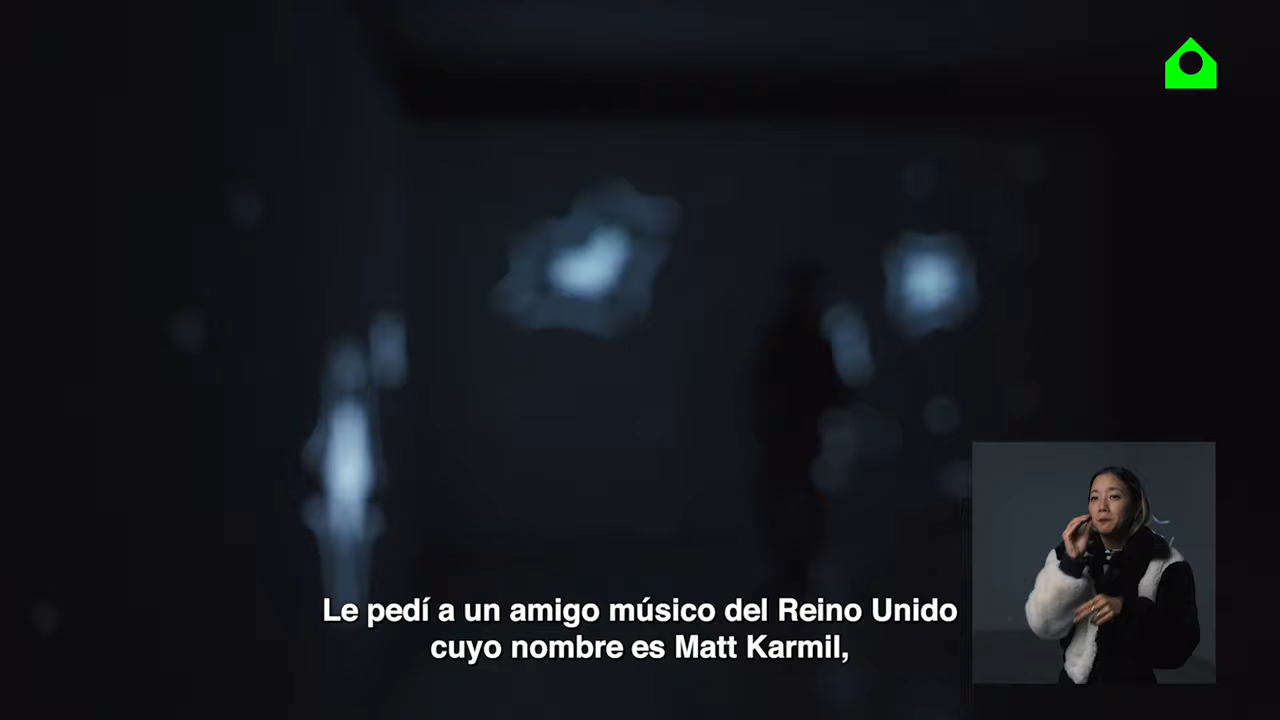 Le pedí a un amigo músico del Reino Unido
cuyo nombre es Matt Karmil,